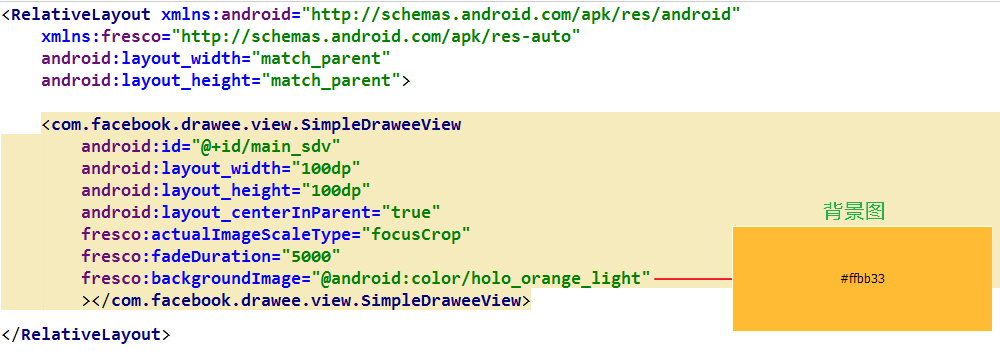 <RelativeLayout xmlns:android="http://schemas.android.com/apk/res/android"
    xmlns:fresco="http://schemas.android.com/apk/res-auto"
    android:layout_width="match_parent"
    android:layout_height="match_parent">

    <com.facebook.drawee.view.SimpleDraweeView
        android:id="@+id/main_sdv"
        android:layout_width="100dp"
        android:layout_height="100dp"
        android:layout_centerInParent="true"
        fresco:actualImageScaleType="focusCrop"
        fresco:fadeDuration="5000"
        fresco:backgroundImage="@android:color/holo_orange_light"
        ></com.facebook.drawee.view.SimpleDraweeView>

</RelativeLayout>
背景图
#ffbb33